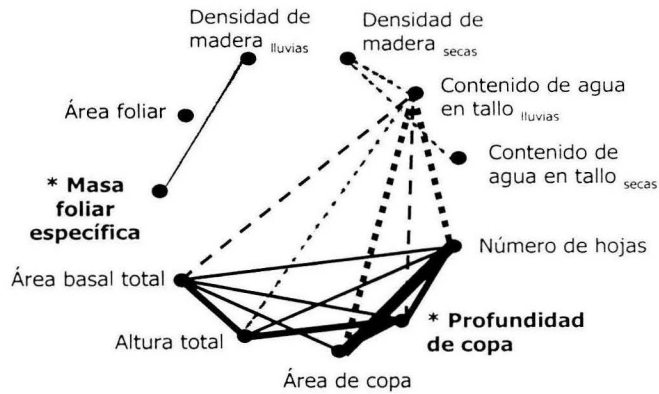 Densidad de
madera lluvias
Densidad de
madera secas
Contenido de agua
en tallo lluvias
Área foliar
Contenido de
agua en tallo secas
* Masa
foliar
específica
Número de hojas
Área basal total
* Profundidad
de copa
Altura total
Área de copa